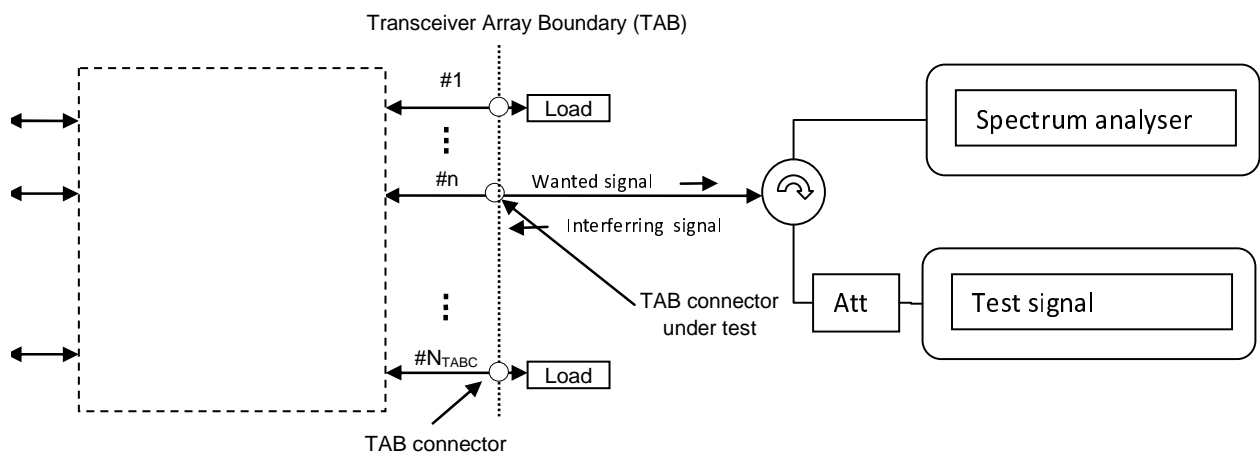 Transceiver Array Boundary (TAB)
#1
Load
Spectrum analyser
#n
Wanted signal
Interferring signal
TAB connector
under test
Att
Test signal
#NTABC
Load
TAB connector